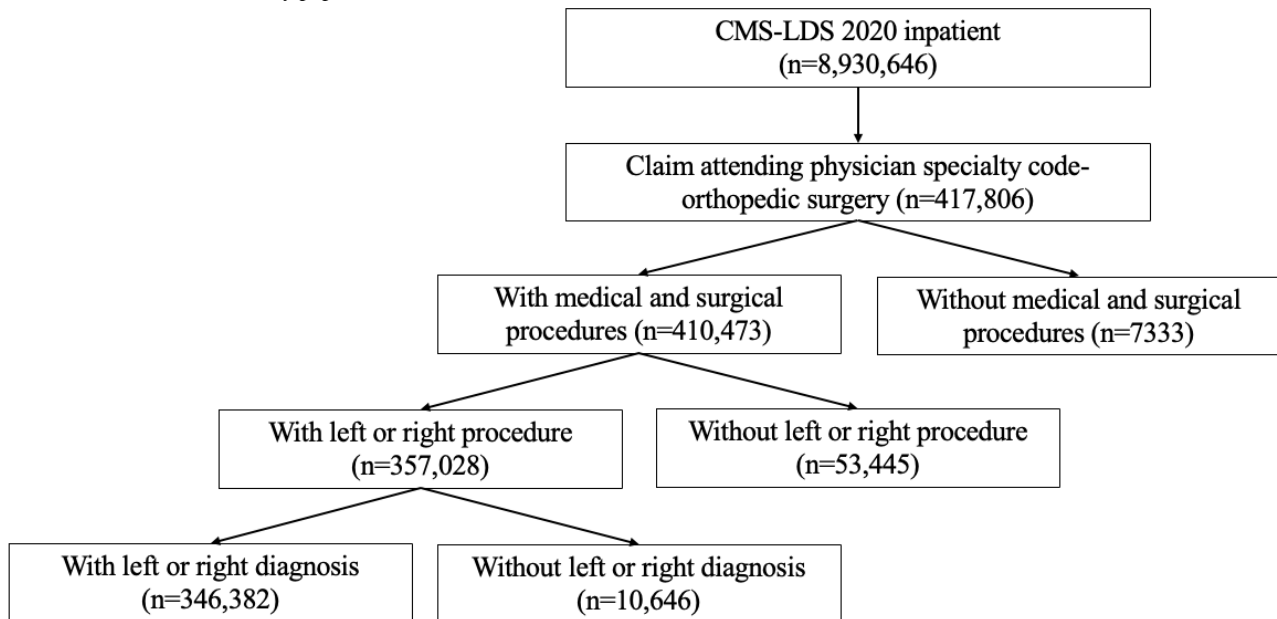 CMS-LDS 2020 inpatient
(n=8,930,646)
Claim attending physician specialty code-
orthopedic surgery (n=417,806)
With medical and surgical
procedures (n=410,473)
Without medical and surgical
procedures (n=7333)
With left or right procedure
(n=357,028)
Without left or right procedure
(n=53,445)
With left or right diagnosis
(n=346,382)
Without left or right diagnosis
(n=10,646)